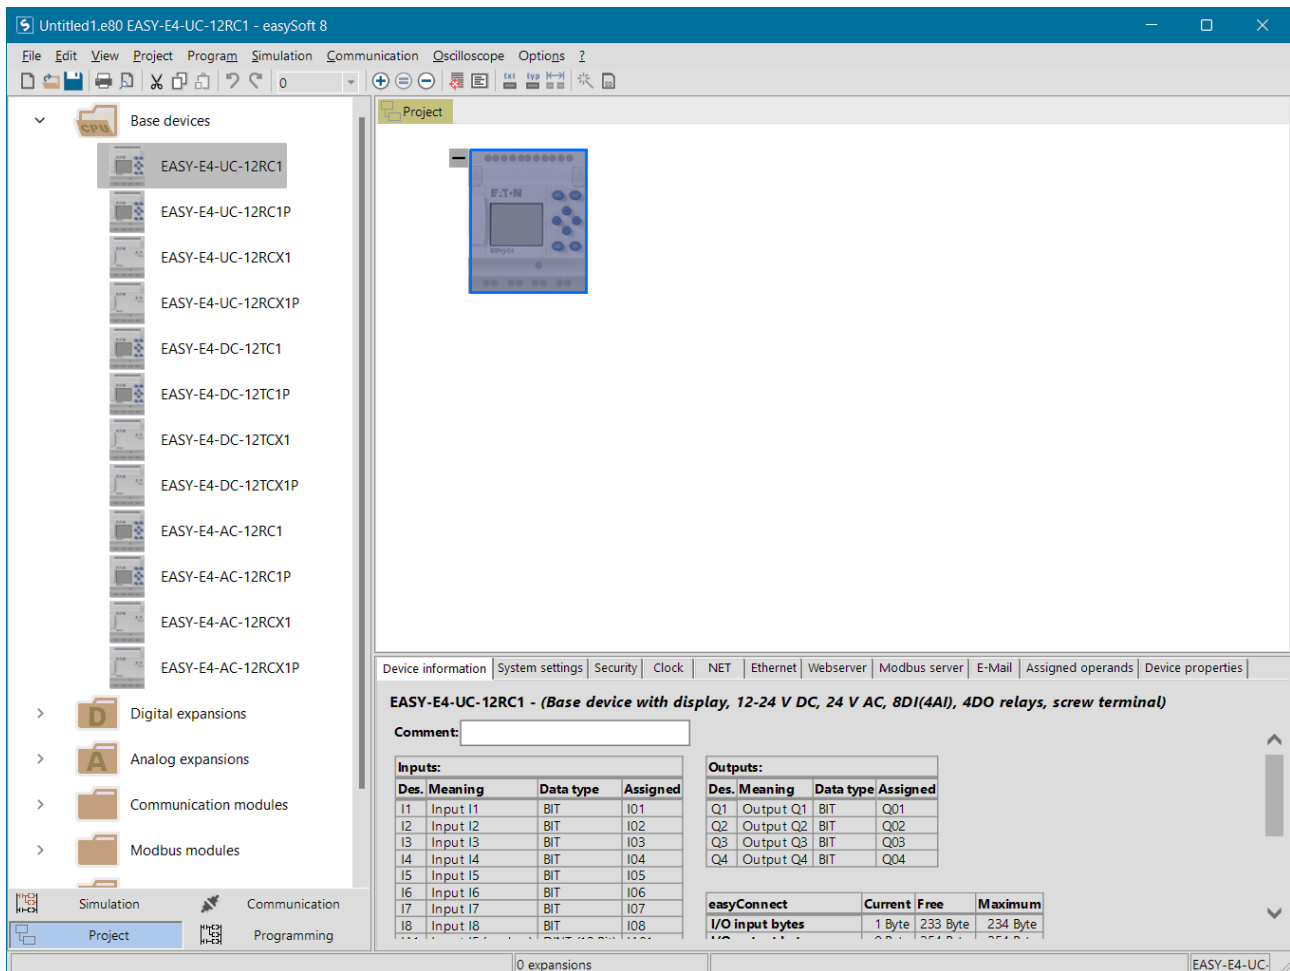 Untitled1.e80 EASY-E4-UC-12RC1 - easySoft 8
File Edit View Project Program Simulation Communication Oscilloscope Options ?
0
Base devices
EASY-E4-UC-12RC1
EASY-E4-UC-12RC1P
EASY-E4-UC-12RCX1
EASY-E4-UC-12RCX1P
EASY-E4-DC-12TC1
EASY-E4-DC-12TC1P
EASY-E4-DC-12TCX1
EASY-E4-DC-12TCX1P
EASY-E4-AC-12RC1
EASY-E4-AC-12RC1P
EASY-E4-AC-12RCX1
EASY-E4-AC-12RCX1P
Digital expansions
Analog expansions
Communication modules
Modbus modules
Simulation Communication
Project Programming
Project
Device information System settings Security Clock NET Ethernet Webserver Modbus server E-Mail Assigned operands Device properties
EASY-E4-UC-12RC1 - (Base device with display, 12-24 V DC, 24 V AC, 8DI(4AI), 4DO relays, screw terminal)
Comment:
Inputs:
Des. Meaning Data type Assigned
I1 Input I1 BIT I01
I2 Input I2 BIT I02
I3 Input I3 BIT I03
I4 Input I4 BIT I04
I5 Input I5 BIT I05
I6 Input I6 BIT I06
I7 Input I7 BIT I07
I8 Input I8 BIT I08
Outputs:
Des. Meaning Data type Assigned
Q1 Output Q1 BIT Q01
Q2 Output Q2 BIT Q02
Q3 Output Q3 BIT Q03
Q4 Output Q4 BIT Q04
easyConnect Current Free Maximum
I/O input bytes 1 Byte 233 Byte 234 Byte
0 expansions
EASY-E4-UC-